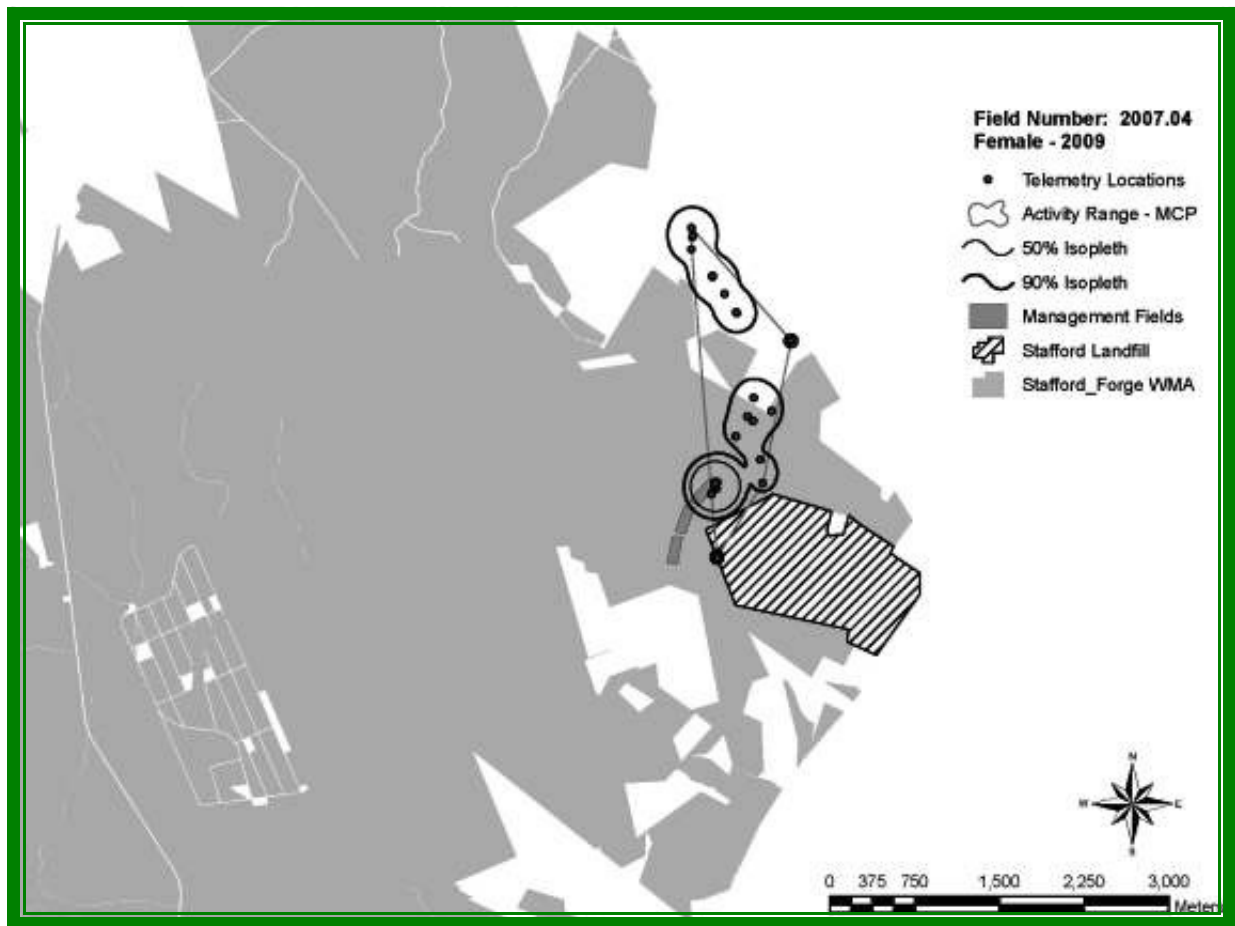 Field Number: 2007.04
Female - 2009
Telemetry Locations
Activity Range - MCP
50% Isopleth
90% Isopleth
Management Fields
Stafford Landfill
Stafford_Forge WMA
N
W E
S
0 375 750 1,500 2,250 3,000
Meters